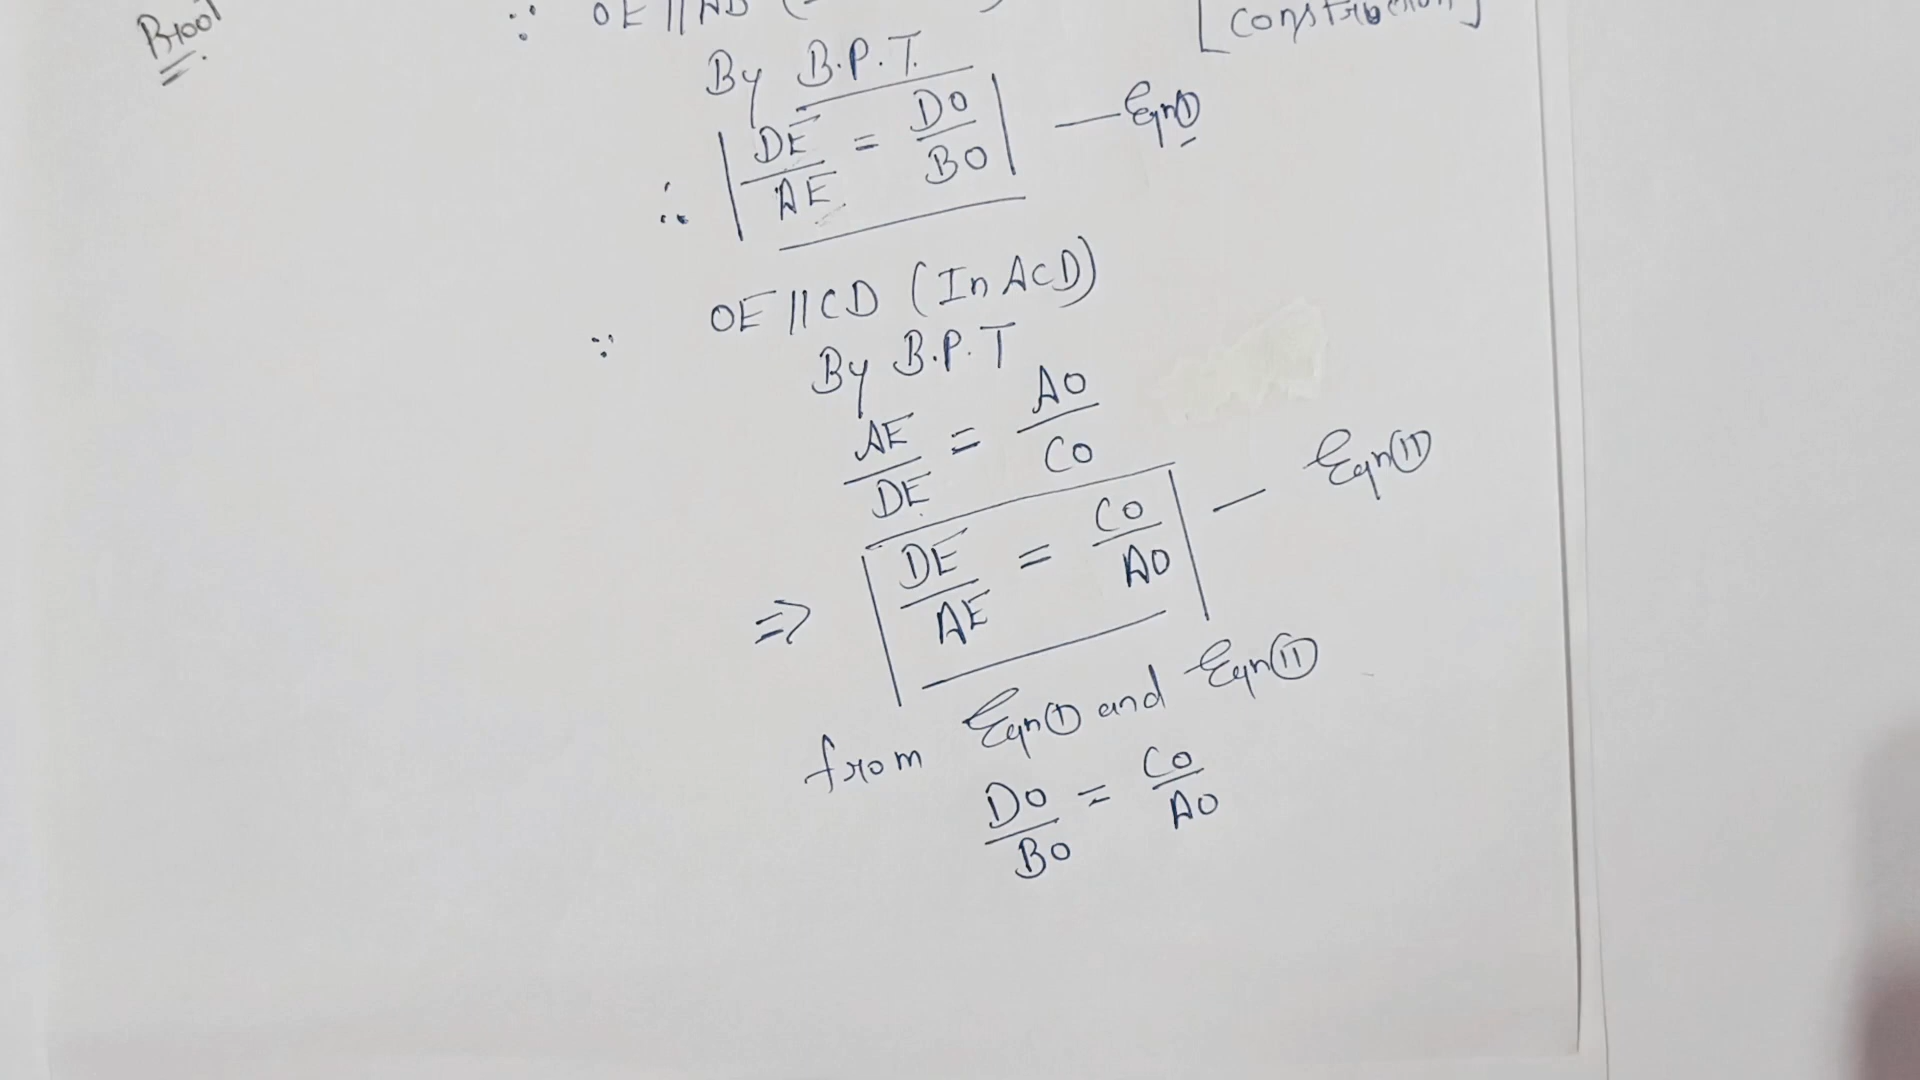 Proof
∵ OE || AB (
[construction]
By B.P.T.
∴ DE/AE = DO/BO — Eqn(I)
∵ OE || CD (In ACD)
By B.P.T
AE/DE = AO/CO
⇒ DE/AE = CO/AO — Eqn(II)
from Eqn(I) and Eqn(II)
DO/BO = CO/AO